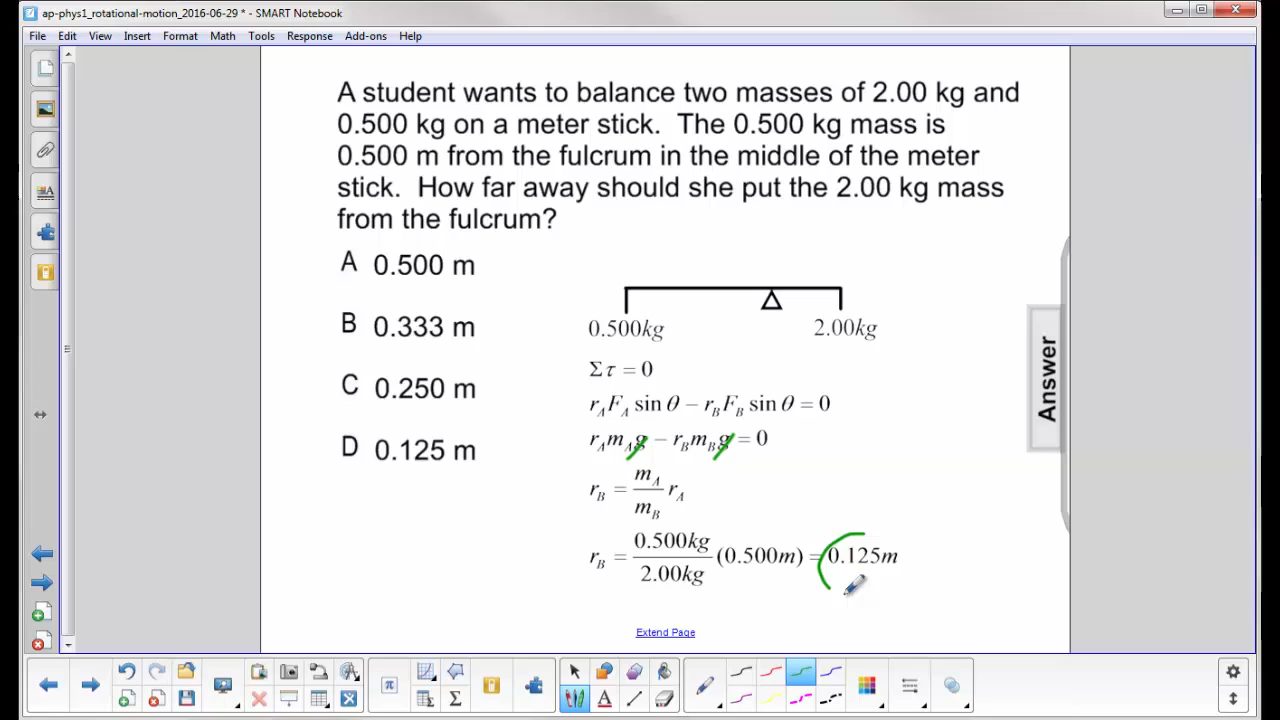 ap-phys1_rotational-motion_2016-06-29 * - SMART Notebook
File Edit View Insert Format Math Tools Response Add-ons Help
A student wants to balance two masses of 2.00 kg and
0.500 kg on a meter stick. The 0.500 kg mass is
0.500 m from the fulcrum in the middle of the meter
stick. How far away should she put the 2.00 kg mass
from the fulcrum?
A 0.500 m
B 0.333 m
C 0.250 m
D 0.125 m
0.500kg 2.00kg
Στ = 0
r_A F_A sin θ − r_B F_B sin θ = 0
r_A m_A g − r_B m_B g = 0
r_B = m_A / m_B r_A
r_B = 0.500kg / 2.00kg (0.500m) = 0.125m
Answer
Extend Page